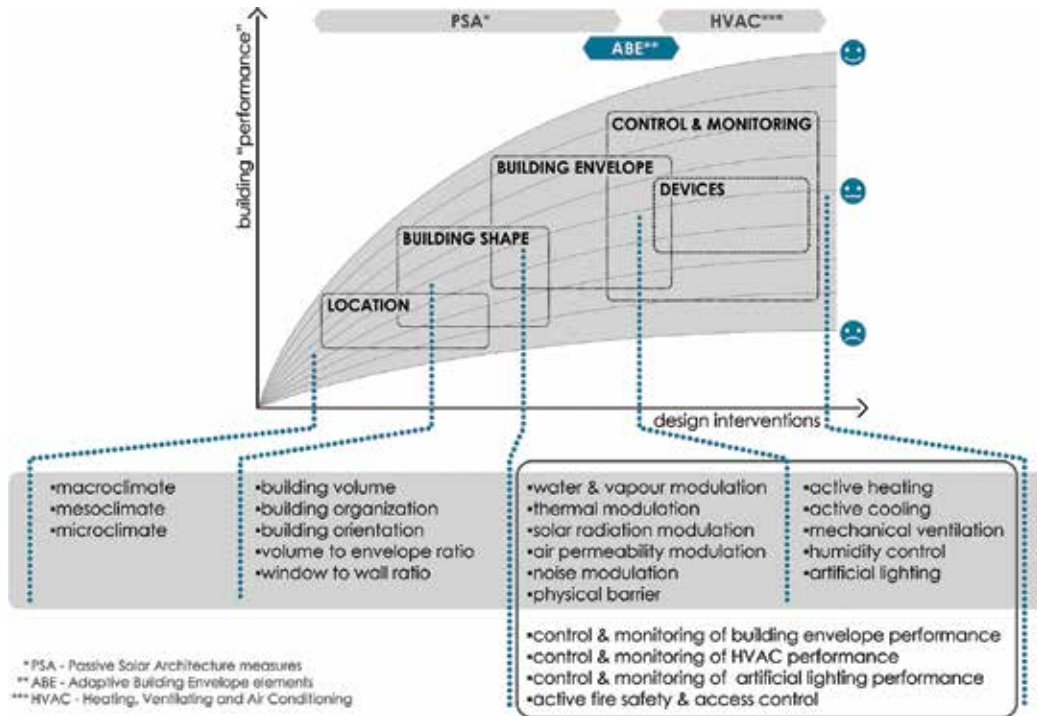 PSA*
HVAC***
ABE**
building "performance"
CONTROL & MONITORING
BUILDING ENVELOPE
DEVICES
BUILDING SHAPE
LOCATION
design interventions
•macroclimate
•mesoclimate
•microclimate
•building volume
•building organization
•building orientation
•volume to envelope ratio
•window to wall ratio
•water & vapour modulation
•thermal modulation
•solar radiation modulation
•air permeability modulation
•noise modulation
•physical barrier
•active heating
•active cooling
•mechanical ventilation
•humidity control
•artificial lighting
•control & monitoring of building envelope performance
•control & monitoring of HVAC performance
•control & monitoring of artificial lighting performance
•active fire safety & access control
*PSA - Passive Solar Architecture measures
**ABE - Adaptive Building Envelope elements
***HVAC - Heating, Ventilating and Air Conditioning